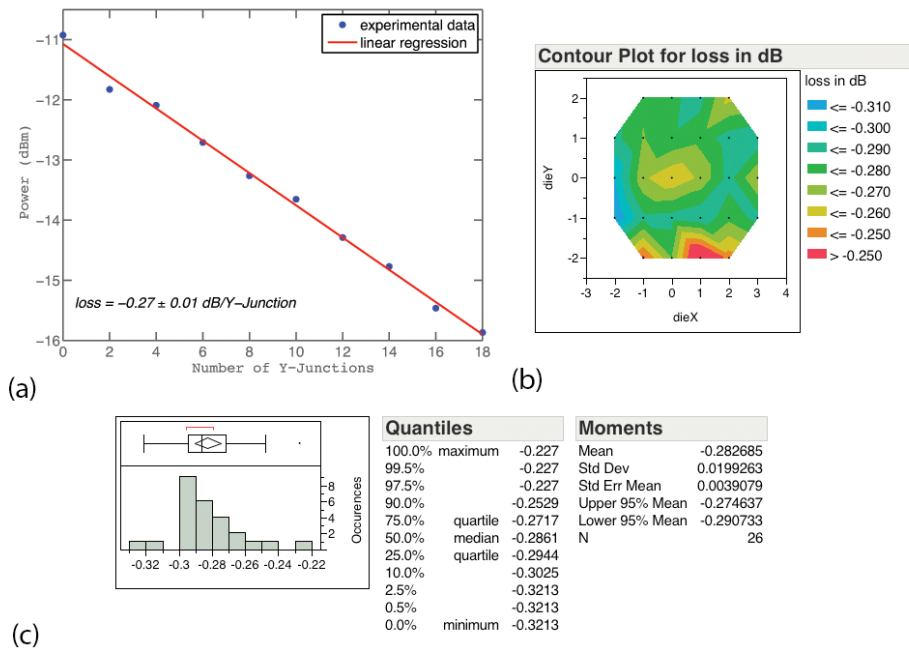 −11
−12
−13
−14
−15
−16
Power (dBm)
experimental data
linear regression
loss = −0.27 ± 0.01 dB/Y−Junction
0 2 4 6 8 10 12 14 16 18
Number of Y-Junctions
(a)
Contour Plot for loss in dB
2
1
0
-1
-2
dieY
-3 -2 -1 0 1 2 3 4
dieX
loss in dB
<= -0.310
<= -0.300
<= -0.290
<= -0.280
<= -0.270
<= -0.260
<= -0.250
> -0.250
(b)
8
6
4
2
Occurences
-0.32 -0.3 -0.28 -0.26 -0.24 -0.22
Quantiles
100.0% maximum -0.227
99.5% -0.227
97.5% -0.227
90.0% -0.2529
75.0% quartile -0.2717
50.0% median -0.2861
25.0% quartile -0.2944
10.0% -0.3025
2.5% -0.3213
0.5% -0.3213
0.0% minimum -0.3213
Moments
Mean -0.282685
Std Dev 0.0199263
Std Err Mean 0.0039079
Upper 95% Mean -0.274637
Lower 95% Mean -0.290733
N 26
(c)